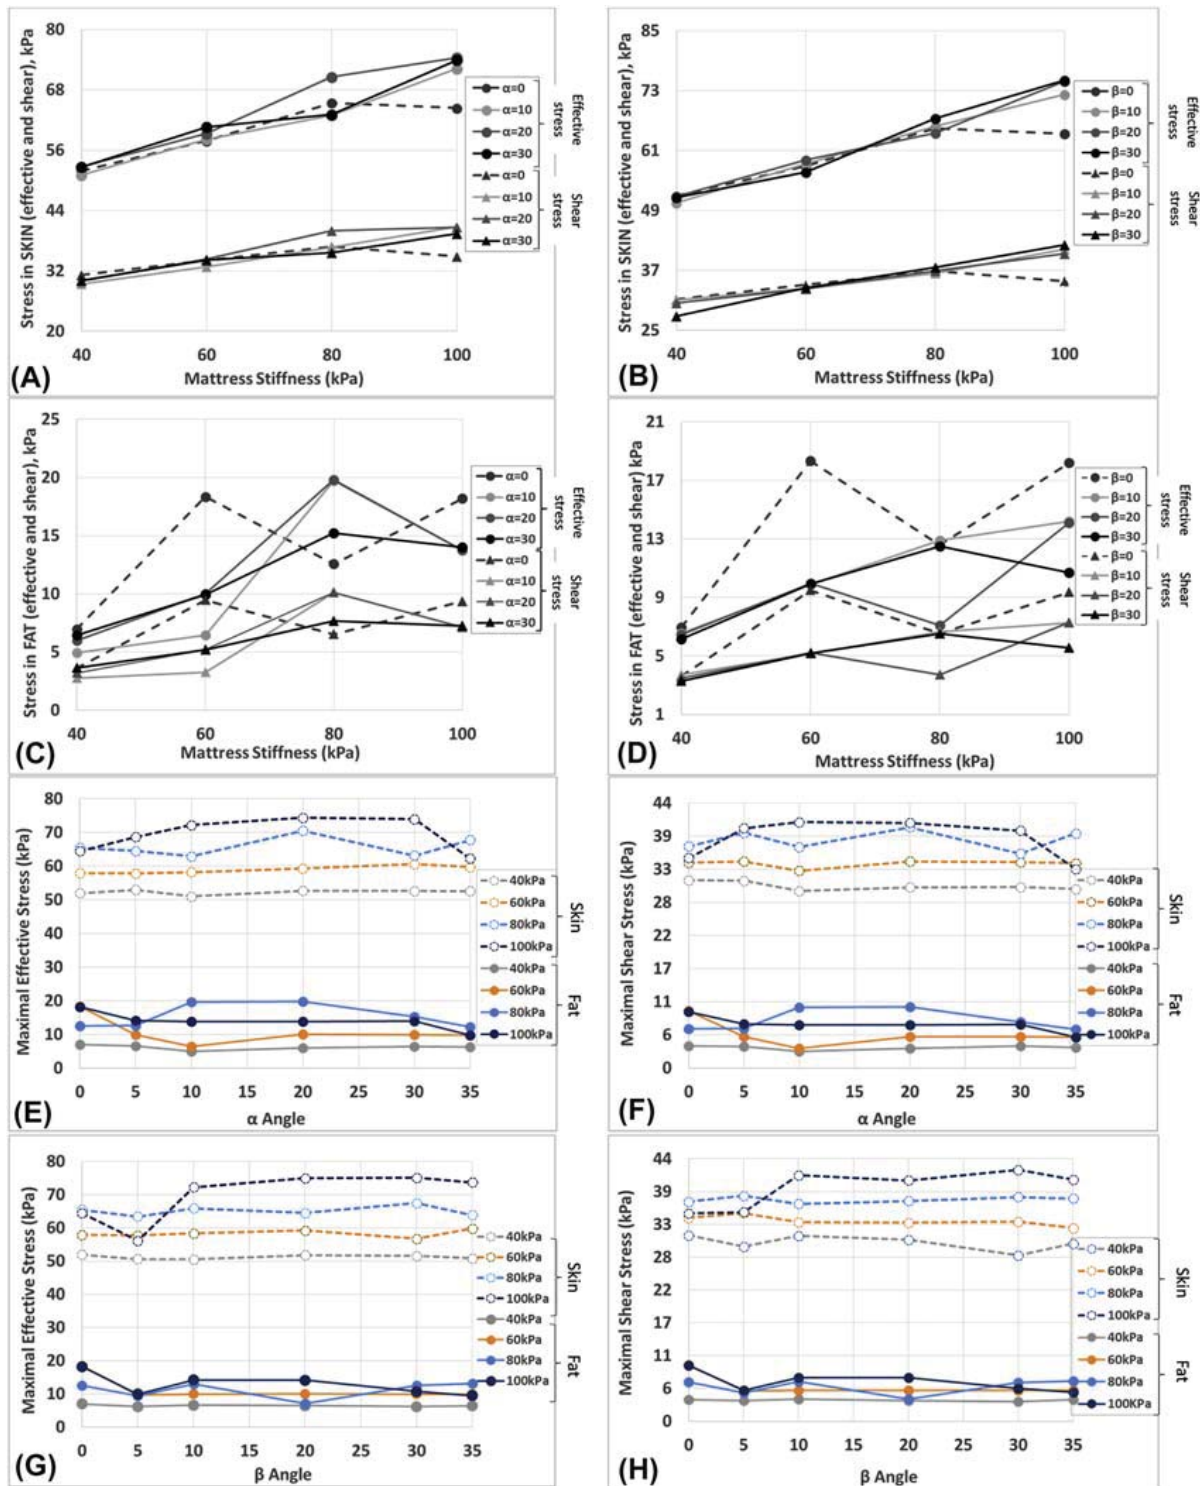 80
68
56
44
32
20
40 60 80 100
Stress in SKIN (effective and shear), kPa
Mattress Stiffness (kPa)
α=0
α=10
α=20
α=30
α=0
α=10
α=20
α=30
Effective stress
Shear stress
(A)
85
73
61
49
37
25
40 60 80 100
Stress in SKIN (effective and shear), kPa
Mattress Stiffness (kPa)
β=0
β=10
β=20
β=30
β=0
β=10
β=20
β=30
Effective stress
Shear stress
(B)
25
20
15
10
5
0
40 60 80 100
Stress in FAT (effective and shear), kPa
Mattress Stiffness (kPa)
α=0
α=10
α=20
α=30
α=0
α=10
α=20
α=30
Effective stress
Shear stress
(C)
21
17
13
9
5
1
40 60 80 100
Stress in FAT (effective and shear) kPa
Mattress Stiffness (kPa)
β=0
β=10
β=20
β=30
β=0
β=10
β=20
β=30
Effective stress
Shear stress
(D)
80
70
60
50
40
30
20
10
0
0 5 10 15 20 25 30 35
Maximal Effective Stress (kPa)
α Angle
40kPa
60kPa
80kPa
100kPa
40kPa
60kPa
80kPa
100kPa
Skin
Fat
(E)
44
39
33
28
22
17
11
6
0
0 5 10 15 20 25 30 35
Maximal Shear Stress (kPa)
α Angle
40kPa
60kPa
80kPa
100kPa
40kPa
60kPa
80kPa
100kPa
Skin
Fat
(F)
80
70
60
50
40
30
20
10
0
0 5 10 15 20 25 30 35
Maximal Effective Stress (kPa)
β Angle
40kPa
60kPa
80kPa
100kPa
40kPa
60kPa
80kPa
100kPa
Skin
Fat
(G)
44
39
33
28
22
17
11
6
0
0 5 10 15 20 25 30 35
Maximal Shear Stress (kPa)
β Angle
40kPa
60kPa
80kPa
100kPa
40kPa
60kPa
80kPa
100KPa
Skin
Fat
(H)